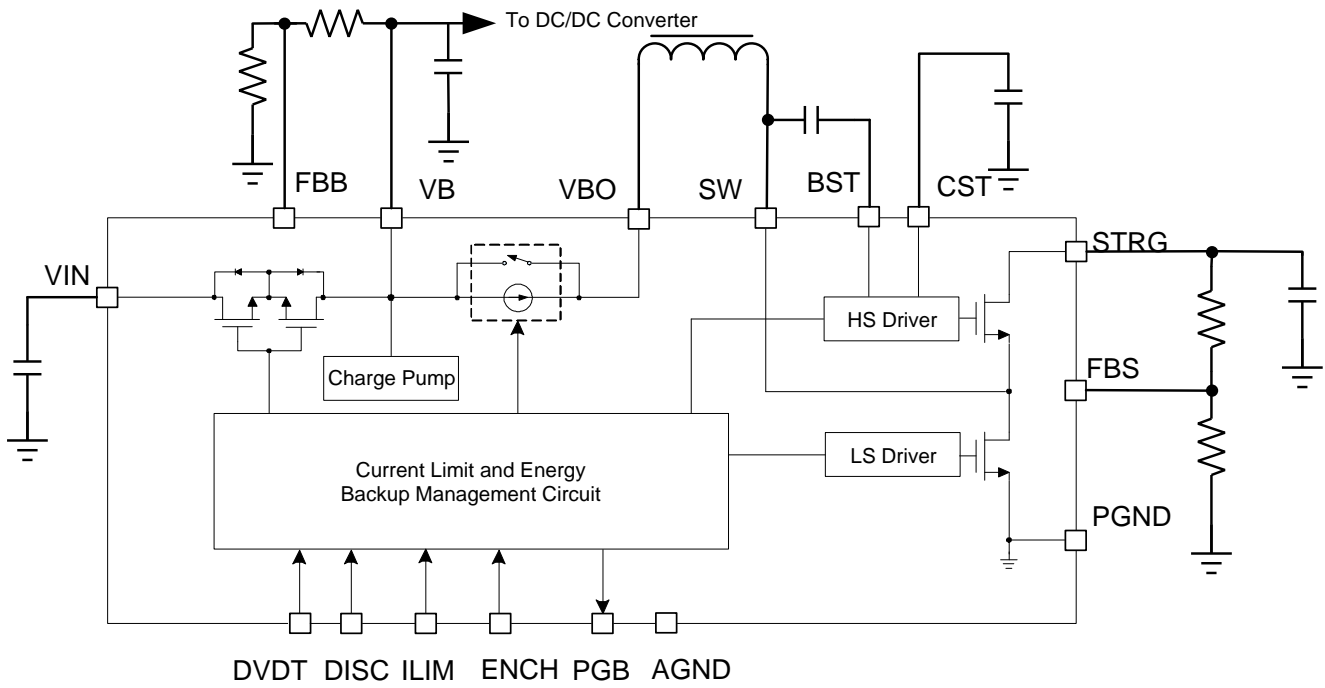 To DC/DC Converter
FBB
VB
VBO
SW
BST
CST
STRG
VIN
HS Driver
Charge Pump
FBS
Current Limit and Energy
Backup Management Circuit
LS Driver
PGND
DVDT
DISC
ILIM
ENCH
PGB
AGND